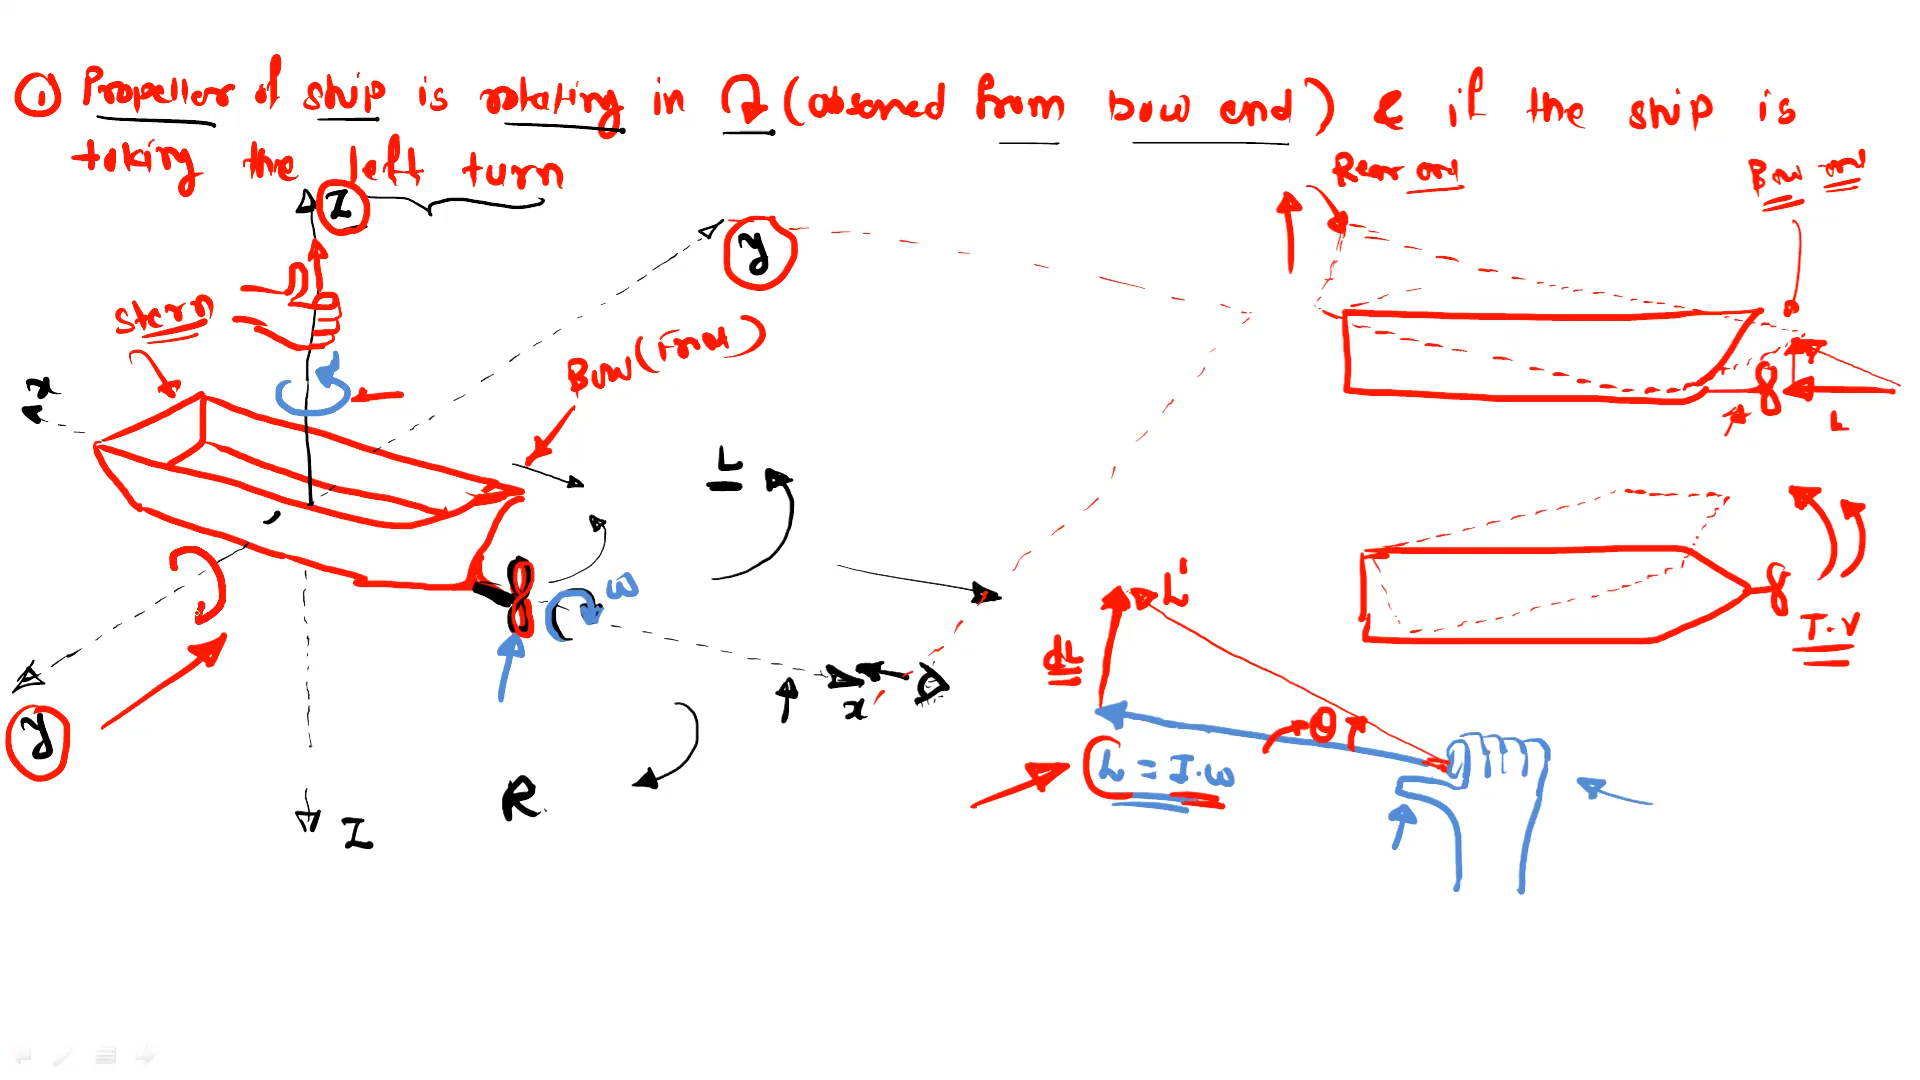 ① Propeller of ship is rotating in ↻ (observed from bow end) & if the ship is
taking the left turn
Rear end
Bow end
Z
y
stern
Bow (Front)
x
L
L
ω
L'
T.V
dL
θ
x
y
L = I.ω
R.
Z